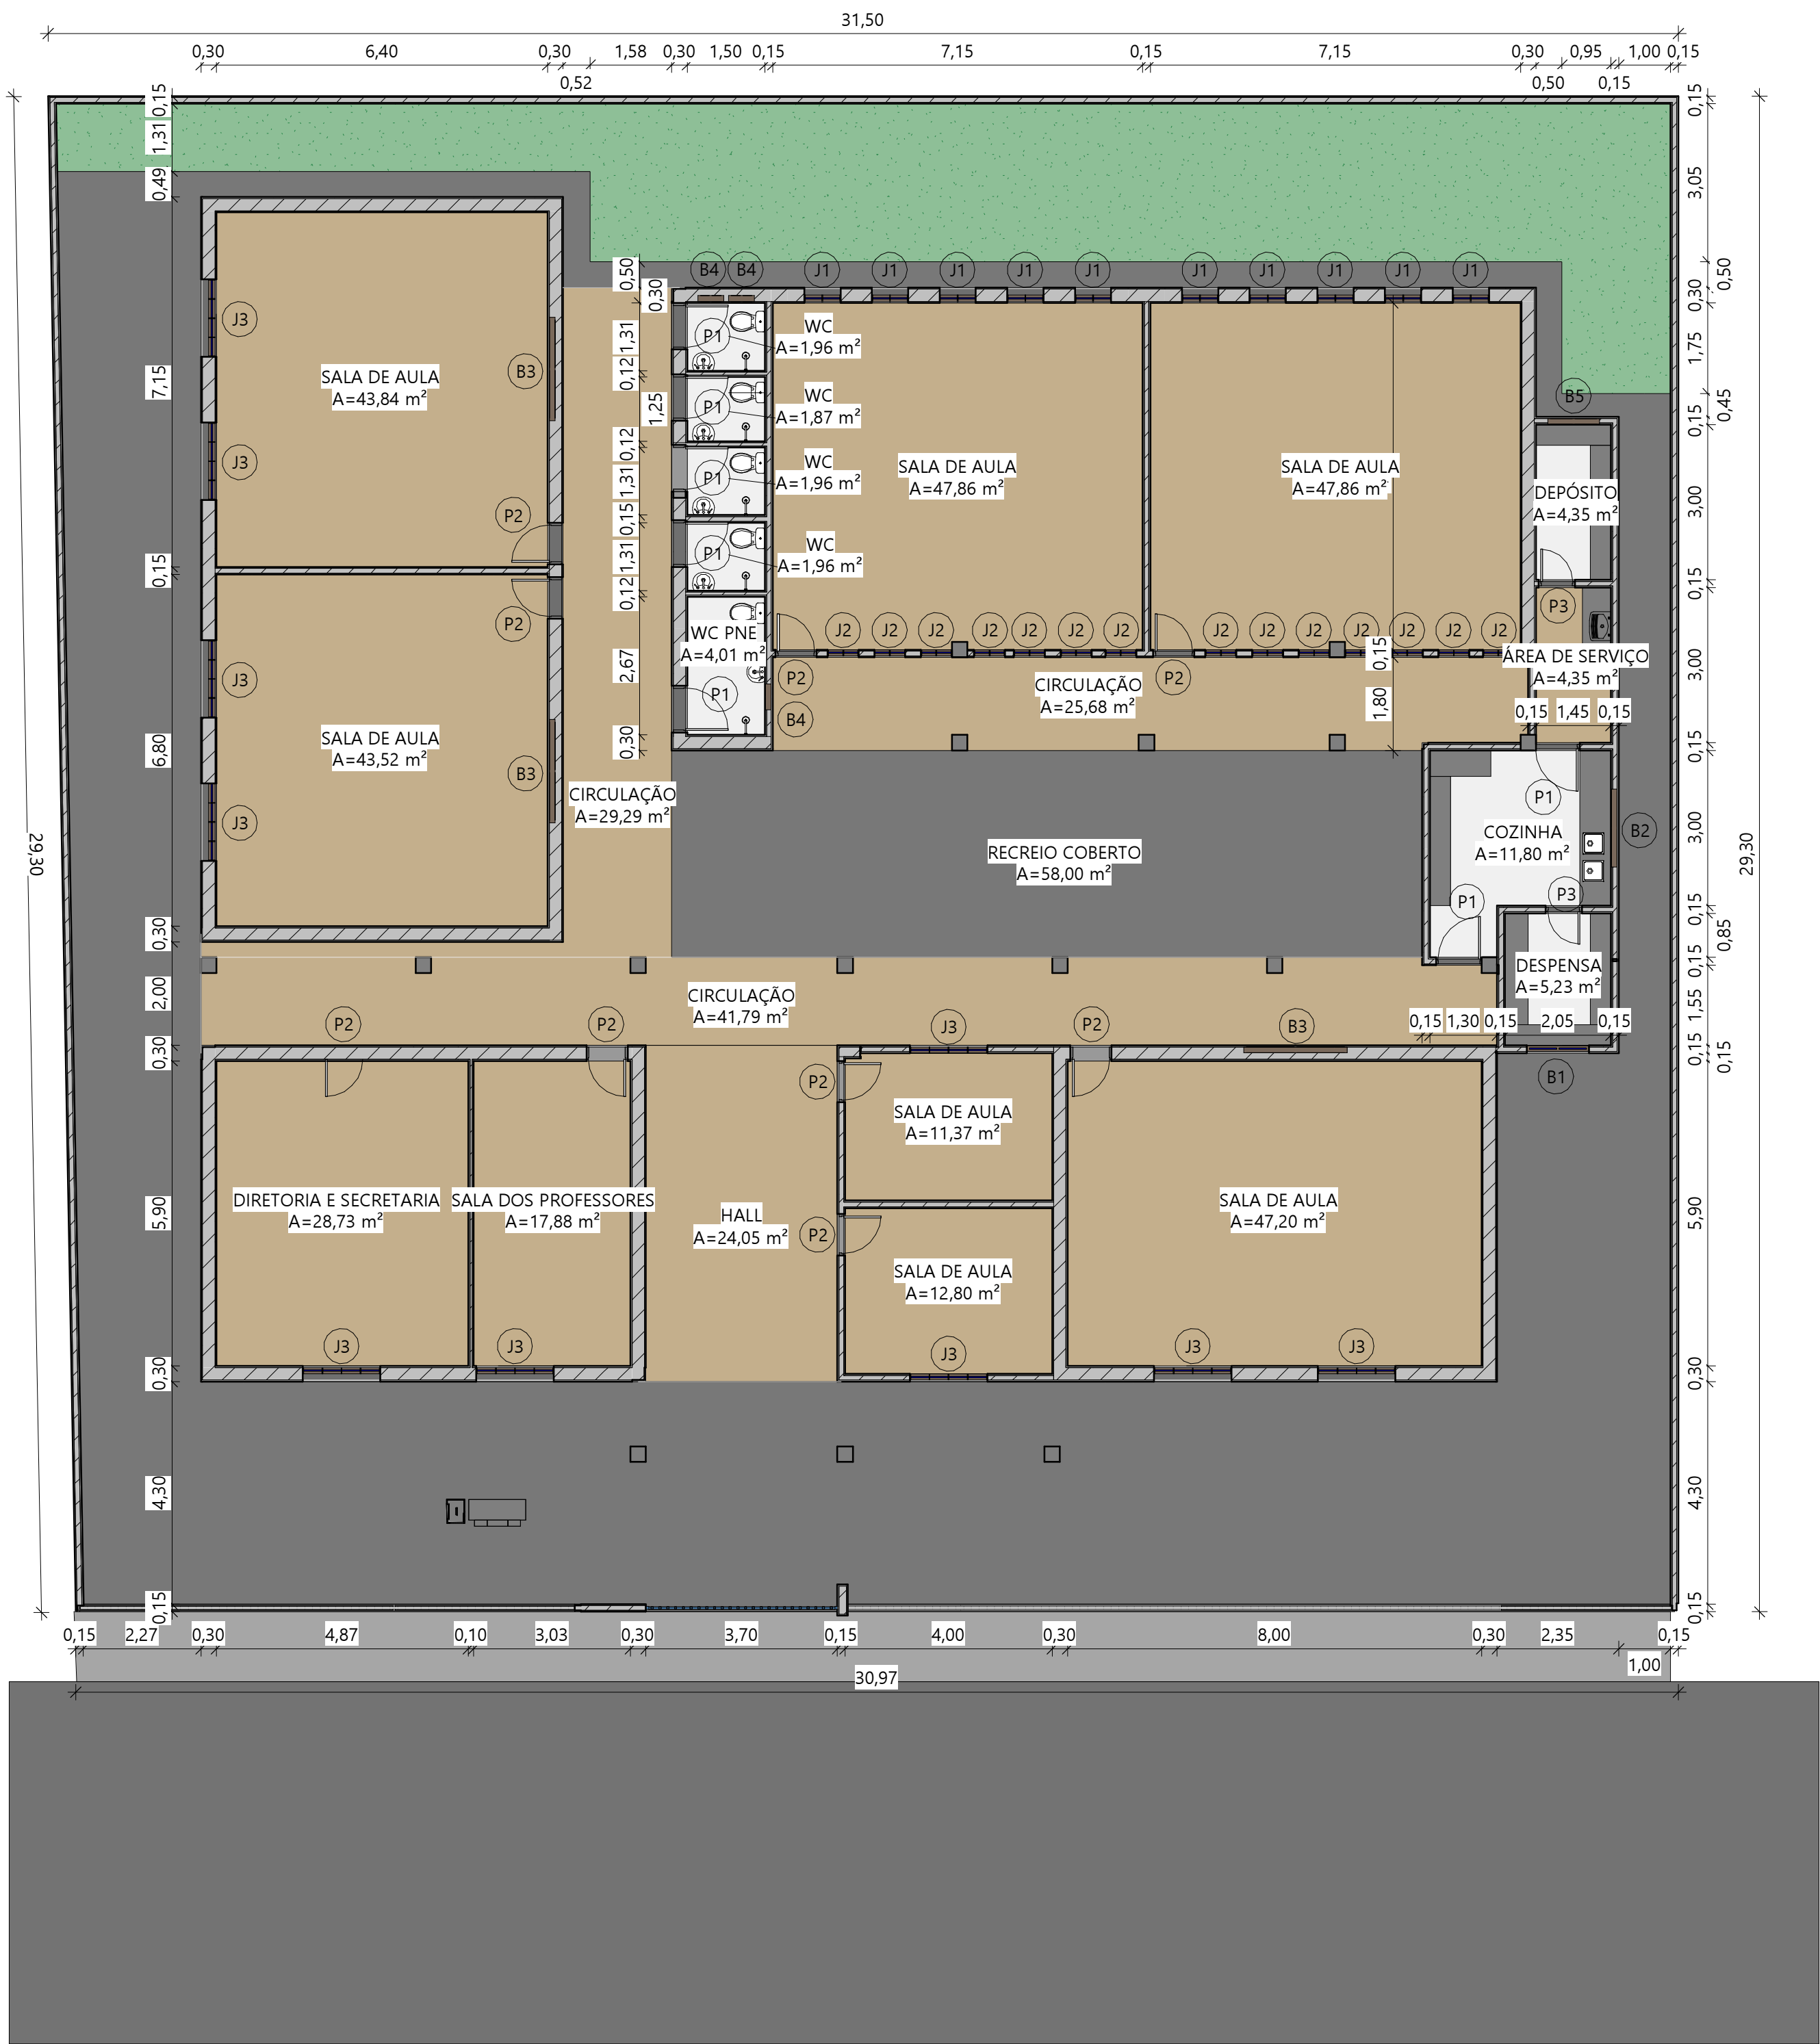 31,50
0,30 6,40 0,30 1,58 0,30 1,50 0,15 7,15 0,15 7,15 0,30 0,95 1,00 0,15
0,52 0,50 0,15
0,15
1,31
0,49
7,15
0,15
6,80
0,30
2,00
0,30
5,90
0,30
4,30
0,15
29,30
0,50
0,30
1,31
0,12
1,25
0,12
1,31
0,15
1,31
0,12
2,67
0,30
B4 B4 J1 J1 J1 J1 J1 J1 J1 J1 J1 J1
J3
J3
B3
P2
SALA DE AULA
A=43,84 m²
P2
J3
J3
B3
SALA DE AULA
A=43,52 m²
P1
WC
A=1,96 m²
P1
WC
A=1,87 m²
P1
WC
A=1,96 m²
P1
WC
A=1,96 m²
WC PNE
A=4,01 m²
P1
SALA DE AULA
A=47,86 m²
SALA DE AULA
A=47,86 m²
B5
DEPÓSITO
A=4,35 m²
P3
J2 J2 J2 J2 J2 J2 J2 J2 J2 J2 J2 J2 J2 J2
ÁREA DE SERVIÇO
A=4,35 m²
0,15 1,45 0,15
P2
B4
CIRCULAÇÃO
A=25,68 m²
P2
0,15
1,80
CIRCULAÇÃO
A=29,29 m²
RECREIO COBERTO
A=58,00 m²
P1
COZINHA
A=11,80 m²
B2
P1
P3
DESPENSA
A=5,23 m²
0,15 1,30 0,15 2,05 0,15
B1
CIRCULAÇÃO
A=41,79 m²
P2 P2 J3 P2 B3
P2
SALA DE AULA
A=11,37 m²
DIRETORIA E SECRETARIA
A=28,73 m²
SALA DOS PROFESSORES
A=17,88 m²
HALL
A=24,05 m²
P2
SALA DE AULA
A=12,80 m²
SALA DE AULA
A=47,20 m²
J3 J3 J3 J3 J3
0,15
3,05
0,50
0,30
1,75
0,45
0,15
3,00
0,15
3,00
0,15
3,00
0,15
0,85
0,15
1,55
0,15
0,15
5,90
0,30
4,30
0,15
29,30
0,15 2,27 0,30 4,87 0,10 3,03 0,30 3,70 0,15 4,00 0,30 8,00 0,30 2,35 0,15
1,00
30,97